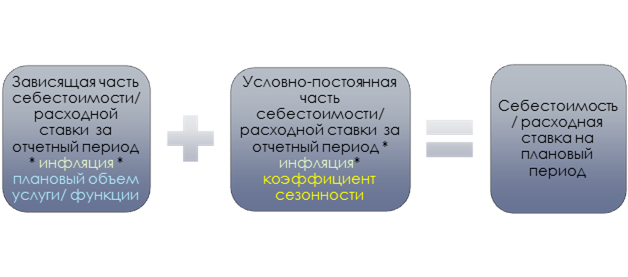 Зависящая часть
себестоимости/
расходной
ставки за
отчетный период
* инфляция *
плановый объем
услуги/ функции
+
Условно-постоянная
часть
себестоимости/
расходной ставки за
отчетный период *
инфляция*
коэффициент
сезонности
=
Себестоимость
/ расходная
ставка на
плановый
период